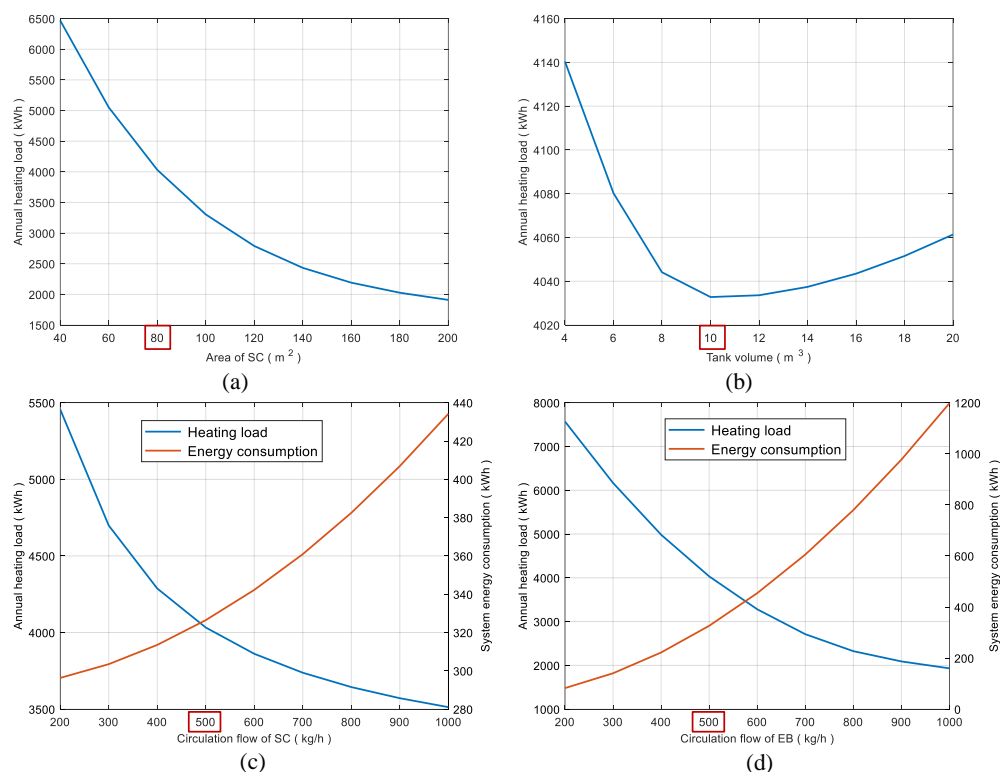 6500
6000
5500
5000
4500
4000
3500
3000
2500
2000
1500
Annual heating load ( kWh )
40 60 80 100 120 140 160 180 200
Area of SC ( m 2 )
(a)
4160
4140
4120
4100
4080
4060
4040
4020
Annual heating load ( kWh )
4 6 8 10 12 14 16 18 20
Tank volume ( m 3 )
(b)
5500
5000
4500
4000
3500
Annual heating load ( kWh )
Heating load
Energy consumption
440
420
400
380
360
340
320
300
280
System energy consumption ( kWh )
200 300 400 500 600 700 800 900 1000
Circulation flow of SC ( kg/h )
(c)
8000
7000
6000
5000
4000
3000
2000
1000
Annual heating load ( kWh )
Heating load
Energy consumption
1200
1000
800
600
400
200
0
System energy consumption ( kWh )
200 300 400 500 600 700 800 900 1000
Circulation flow of EB ( kg/h )
(d)